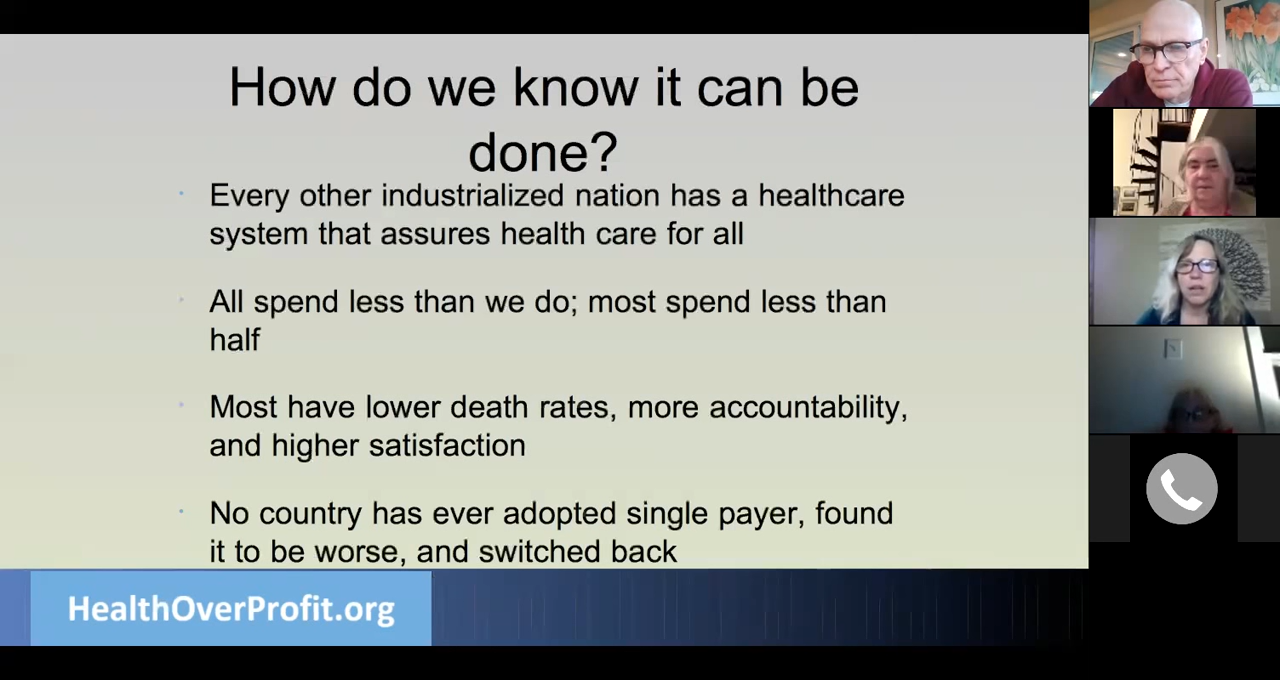 How do we know it can be
done?
Every other industrialized nation has a healthcare
system that assures health care for all
All spend less than we do; most spend less than
half
Most have lower death rates, more accountability,
and higher satisfaction
No country has ever adopted single payer, found
it to be worse, and switched back
HealthOverProfit.org